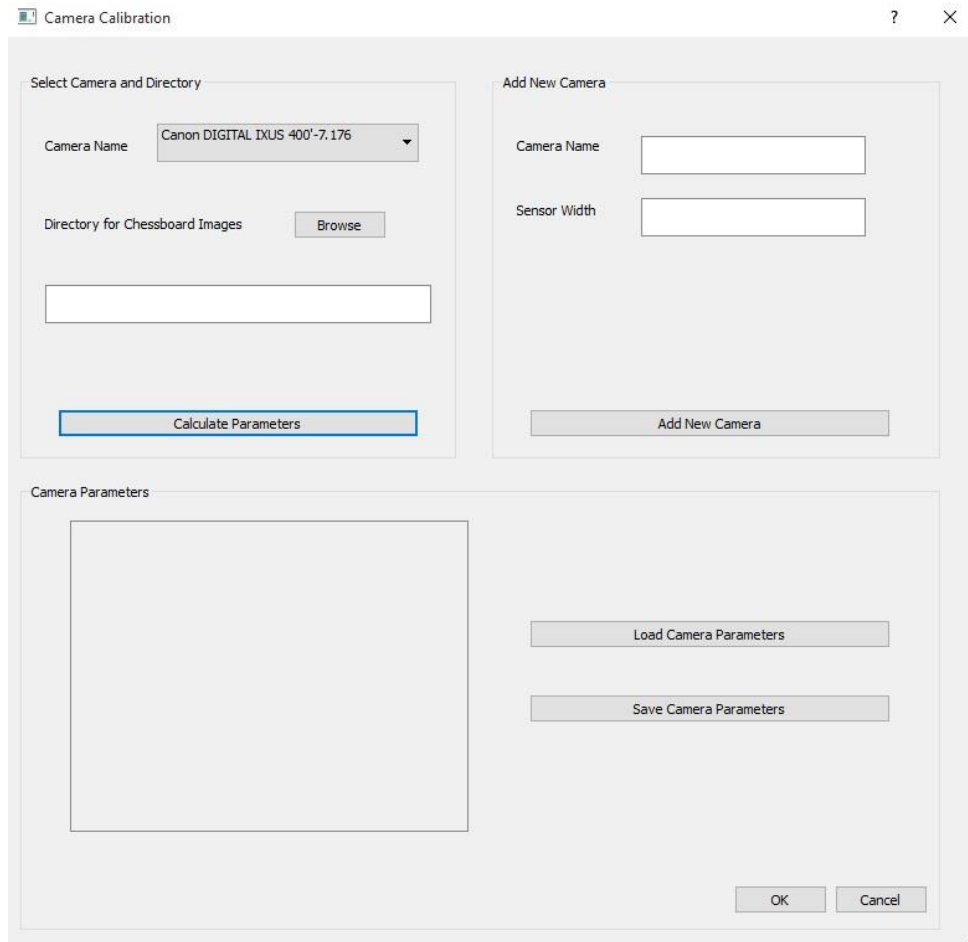 Camera Calibration
?
Select Camera and Directory
Camera Name
Canon DIGITAL IXUS 400'-7.176
Directory for Chessboard Images
Browse
Calculate Parameters
Add New Camera
Camera Name
Sensor Width
Add New Camera
Camera Parameters
Load Camera Parameters
Save Camera Parameters
OK
Cancel